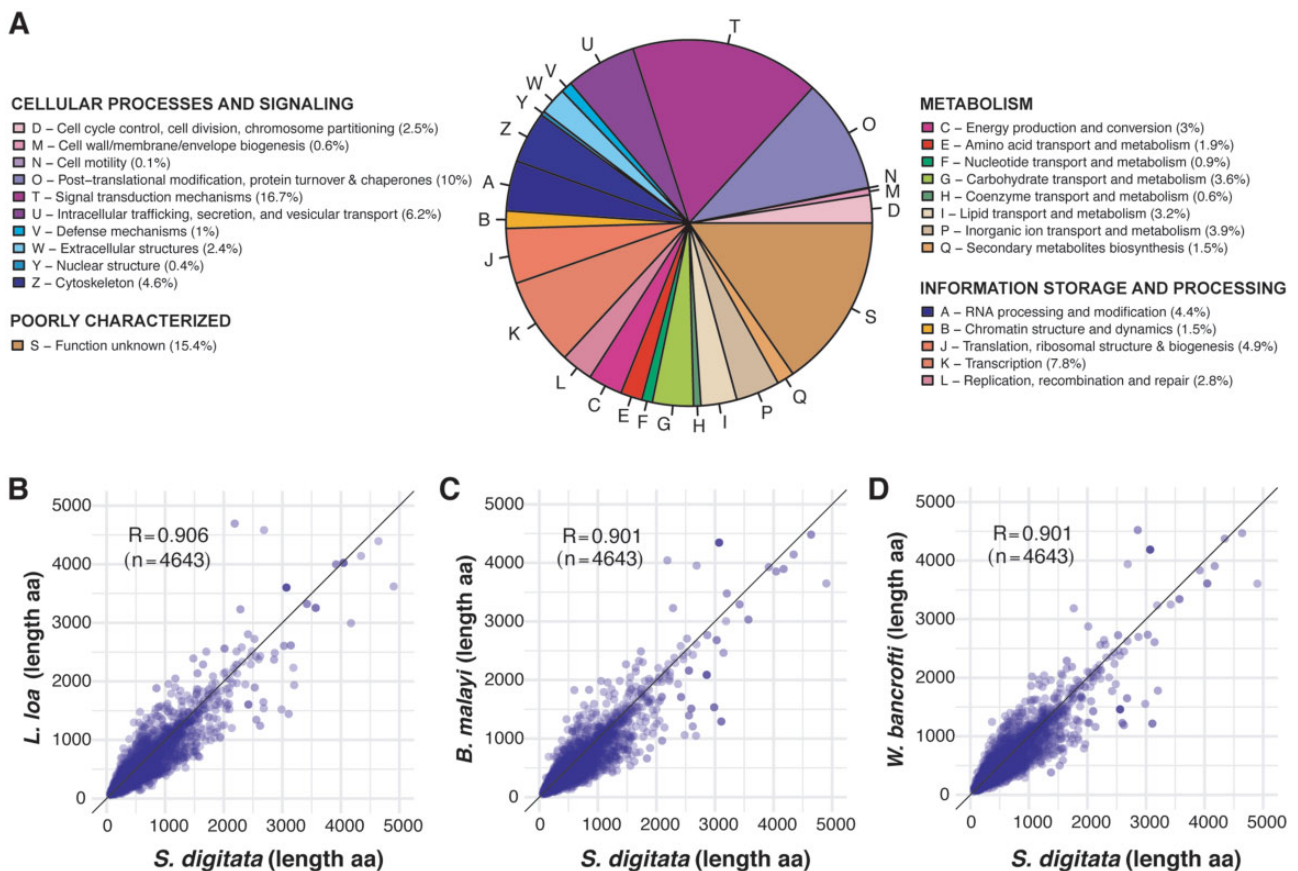 A
CELLULAR PROCESSES AND SIGNALING
D – Cell cycle control, cell division, chromosome partitioning (2.5%)
M – Cell wall/membrane/envelope biogenesis (0.6%)
N – Cell motility (0.1%)
O – Post–translational modification, protein turnover & chaperones (10%)
T – Signal transduction mechanisms (16.7%)
U – Intracellular trafficking, secretion, and vesicular transport (6.2%)
V – Defense mechanisms (1%)
W – Extracellular structures (2.4%)
Y – Nuclear structure (0.4%)
Z – Cytoskeleton (4.6%)
POORLY CHARACTERIZED
S – Function unknown (15.4%)
T
O
N
M
D
S
Q
P
I
H
G
F
E
C
L
K
J
B
A
Z
Y
W
V
U
METABOLISM
C – Energy production and conversion (3%)
E – Amino acid transport and metabolism (1.9%)
F – Nucleotide transport and metabolism (0.9%)
G – Carbohydrate transport and metabolism (3.6%)
H – Coenzyme transport and metabolism (0.6%)
I – Lipid transport and metabolism (3.2%)
P – Inorganic ion transport and metabolism (3.9%)
Q – Secondary metabolites biosynthesis (1.5%)
INFORMATION STORAGE AND PROCESSING
A – RNA processing and modification (4.4%)
B – Chromatin structure and dynamics (1.5%)
J – Translation, ribosomal structure & biogenesis (4.9%)
K – Transcription (7.8%)
L – Replication, recombination and repair (2.8%)
B
L. loa (length aa)
5000
4000
3000
2000
1000
0
R=0.906
(n=4643)
0 1000 2000 3000 4000 5000
S. digitata (length aa)
C
B. malayi (length aa)
5000
4000
3000
2000
1000
0
R=0.901
(n=4643)
0 1000 2000 3000 4000 5000
S. digitata (length aa)
D
W. bancrofti (length aa)
5000
4000
3000
2000
1000
0
R=0.901
(n=4643)
0 1000 2000 3000 4000 5000
S. digitata (length aa)